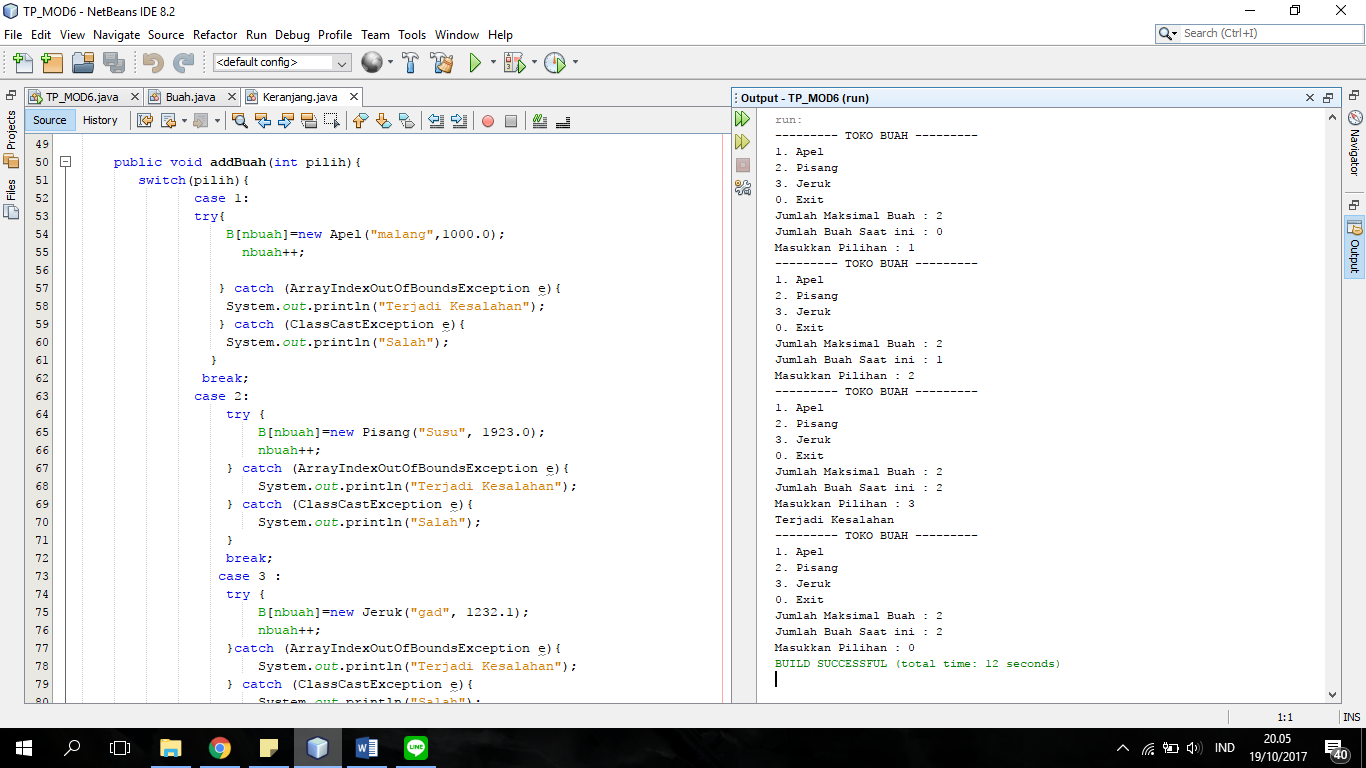 TP_MOD6 - NetBeans IDE 8.2
File Edit View Navigate Source Refactor Run Debug Profile Team Tools Window Help
Search (Ctrl+I)
<default config>
TP_MOD6.java
Buah.java
Keranjang.java
Source History
Projects
Files
49
50 public void addBuah(int pilih){
51 switch(pilih){
52 case 1:
53 try{
54 B[nbuah]=new Apel("malang",1000.0);
55 nbuah++;
56
57 } catch (ArrayIndexOutOfBoundsException e){
58 System.out.println("Terjadi Kesalahan");
59 } catch (ClassCastException e){
60 System.out.println("Salah");
61 }
62 break;
63 case 2:
64 try {
65 B[nbuah]=new Pisang("Susu", 1923.0);
66 nbuah++;
67 } catch (ArrayIndexOutOfBoundsException e){
68 System.out.println("Terjadi Kesalahan");
69 } catch (ClassCastException e){
70 System.out.println("Salah");
71 }
72 break;
73 case 3 :
74 try {
75 B[nbuah]=new Jeruk("gad", 1232.1);
76 nbuah++;
77 }catch (ArrayIndexOutOfBoundsException e){
78 System.out.println("Terjadi Kesalahan");
79 } catch (ClassCastException e){
80 System.out.println("Salah");
Output - TP_MOD6 (run)
run:
--------- TOKO BUAH ---------
1. Apel
2. Pisang
3. Jeruk
0. Exit
Jumlah Maksimal Buah : 2
Jumlah Buah Saat ini : 0
Masukkan Pilihan : 1
--------- TOKO BUAH ---------
1. Apel
2. Pisang
3. Jeruk
0. Exit
Jumlah Maksimal Buah : 2
Jumlah Buah Saat ini : 1
Masukkan Pilihan : 2
--------- TOKO BUAH ---------
1. Apel
2. Pisang
3. Jeruk
0. Exit
Jumlah Maksimal Buah : 2
Jumlah Buah Saat ini : 2
Masukkan Pilihan : 3
Terjadi Kesalahan
--------- TOKO BUAH ---------
1. Apel
2. Pisang
3. Jeruk
0. Exit
Jumlah Maksimal Buah : 2
Jumlah Buah Saat ini : 2
Masukkan Pilihan : 0
BUILD SUCCESSFUL (total time: 12 seconds)
Navigator
Output
1:1 INS
LINE
IND
20.05
19/10/2017
40